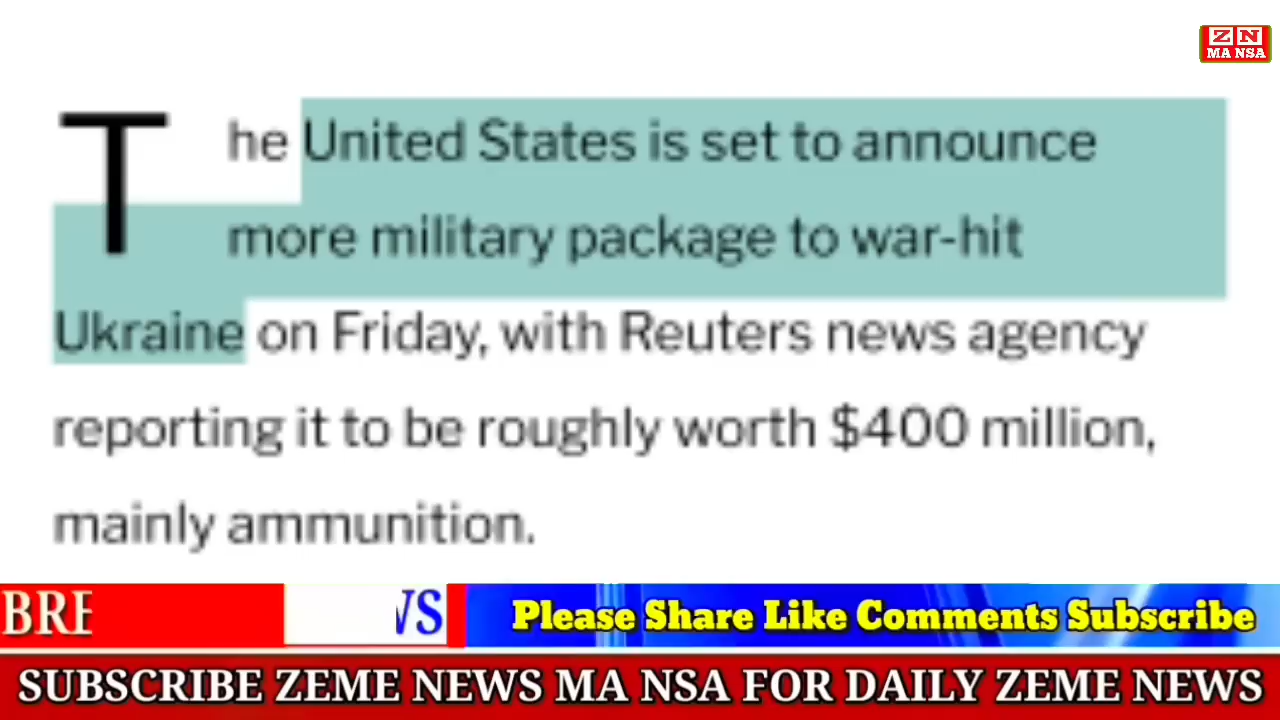 Z N
MA NSA
The United States is set to announce
more military package to war-hit
Ukraine on Friday, with Reuters news agency
reporting it to be roughly worth $400 million,
mainly ammunition.
BRE WS
Please Share Like Comments Subscribe
SUBSCRIBE ZEME NEWS MA NSA FOR DAILY ZEME NEWS